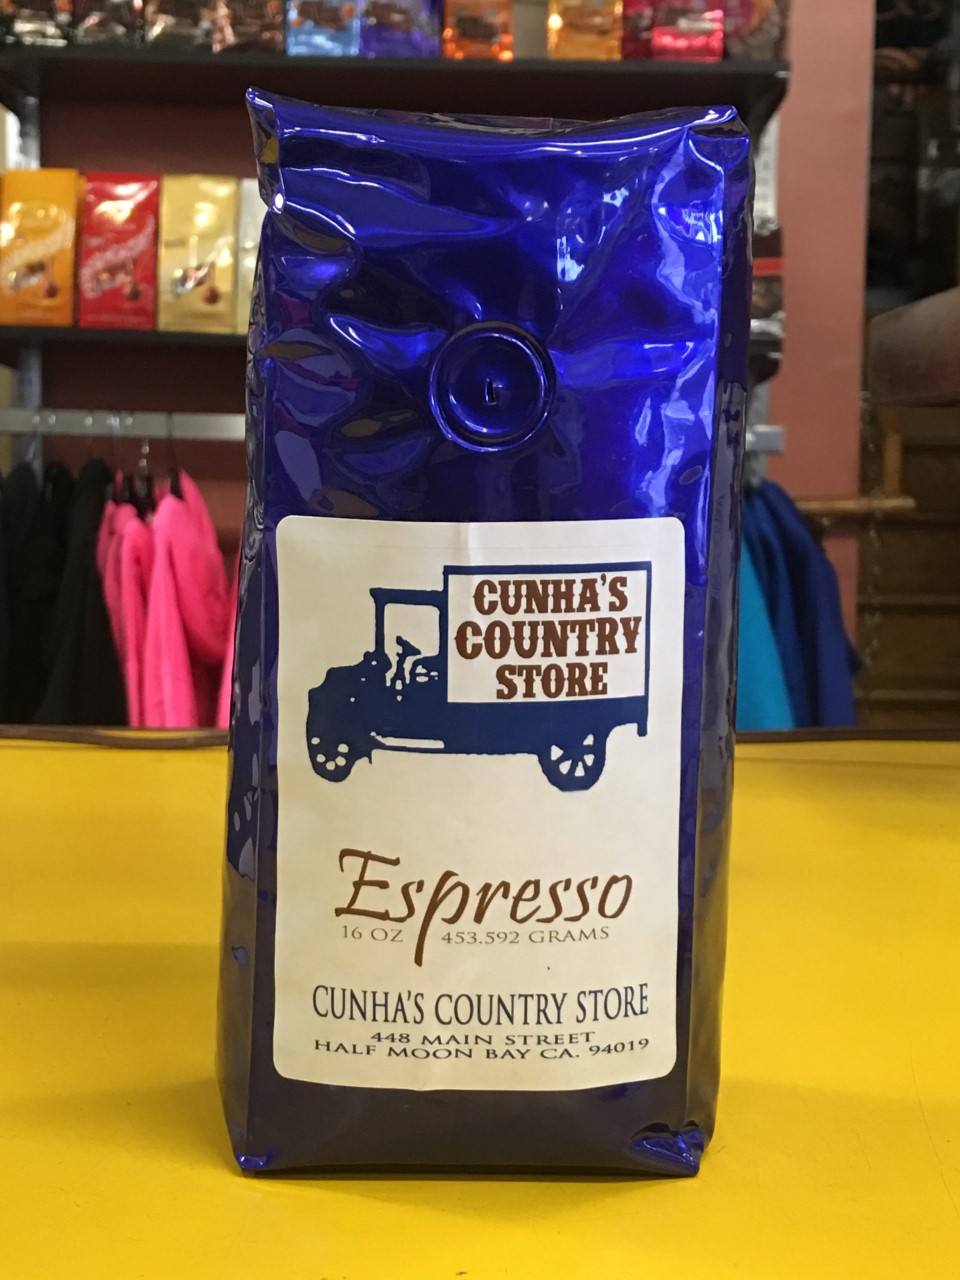 CUNHA'S
COUNTRY
STORE
Espresso
16 OZ 453.592 GRAMS
CUNHA'S COUNTRY STORE
448 MAIN STREET
HALF MOON BAY CA. 94019